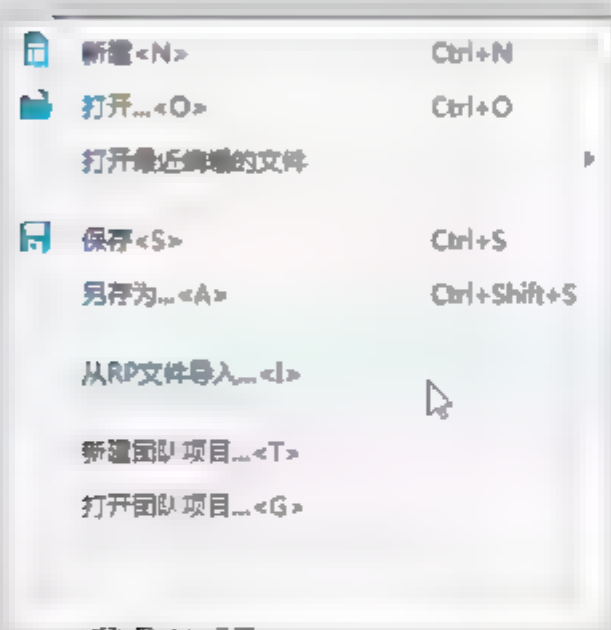 新建<N> Ctrl+N
打开...<O> Ctrl+O
打开最近编辑的文件
保存<S> Ctrl+S
另存为...<A> Ctrl+Shift+S
从RP文件导入...<I>
新建团队项目...<T>
打开团队项目...<G>